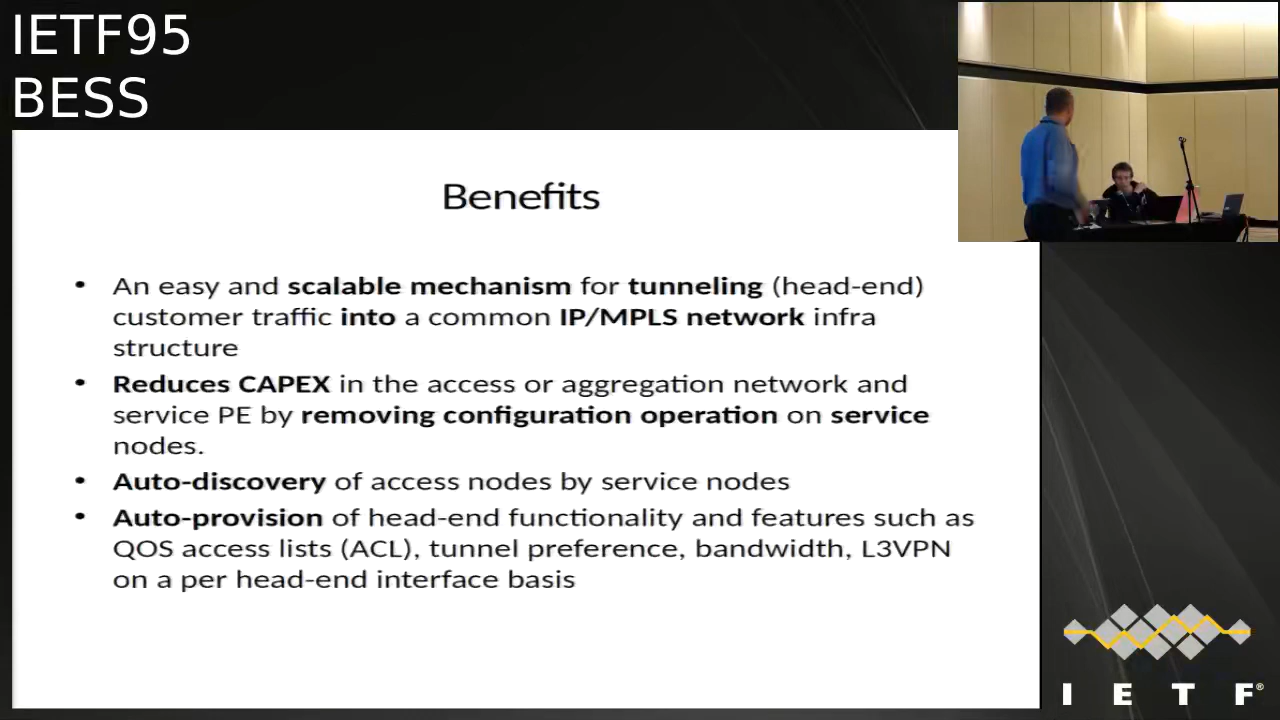 IETF95
BESS
Benefits
• An easy and scalable mechanism for tunneling (head-end)
customer traffic into a common IP/MPLS network infra
structure
• Reduces CAPEX in the access or aggregation network and
service PE by removing configuration operation on service
nodes.
• Auto-discovery of access nodes by service nodes
• Auto-provision of head-end functionality and features such as
QOS access lists (ACL), tunnel preference, bandwidth, L3VPN
on a per head-end interface basis
I E T F®